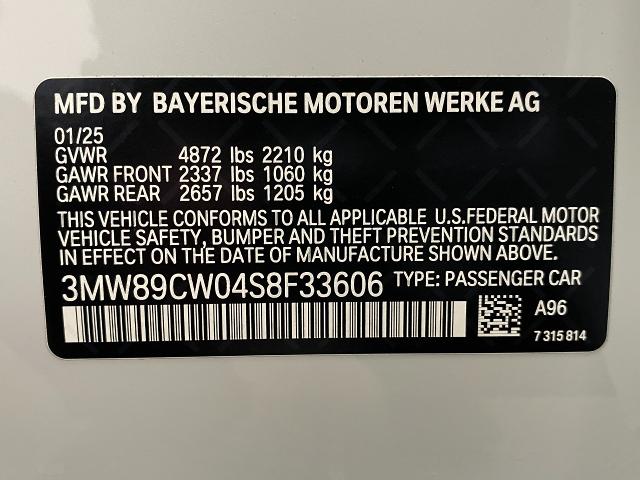 MFD BY BAYERISCHE MOTOREN WERKE AG
01/25
GVWR 4872 lbs 2210 kg
GAWR FRONT 2337 lbs 1060 kg
GAWR REAR 2657 lbs 1205 kg
THIS VEHICLE CONFORMS TO ALL APPLICABLE U.S.FEDERAL MOTOR
VEHICLE SAFETY, BUMPER AND THEFT PREVENTION STANDARDS
IN EFFECT ON THE DATE OF MANUFACTURE SHOWN ABOVE.
3MW89CW04S8F33606 TYPE: PASSENGER CAR
A96
7 315 814